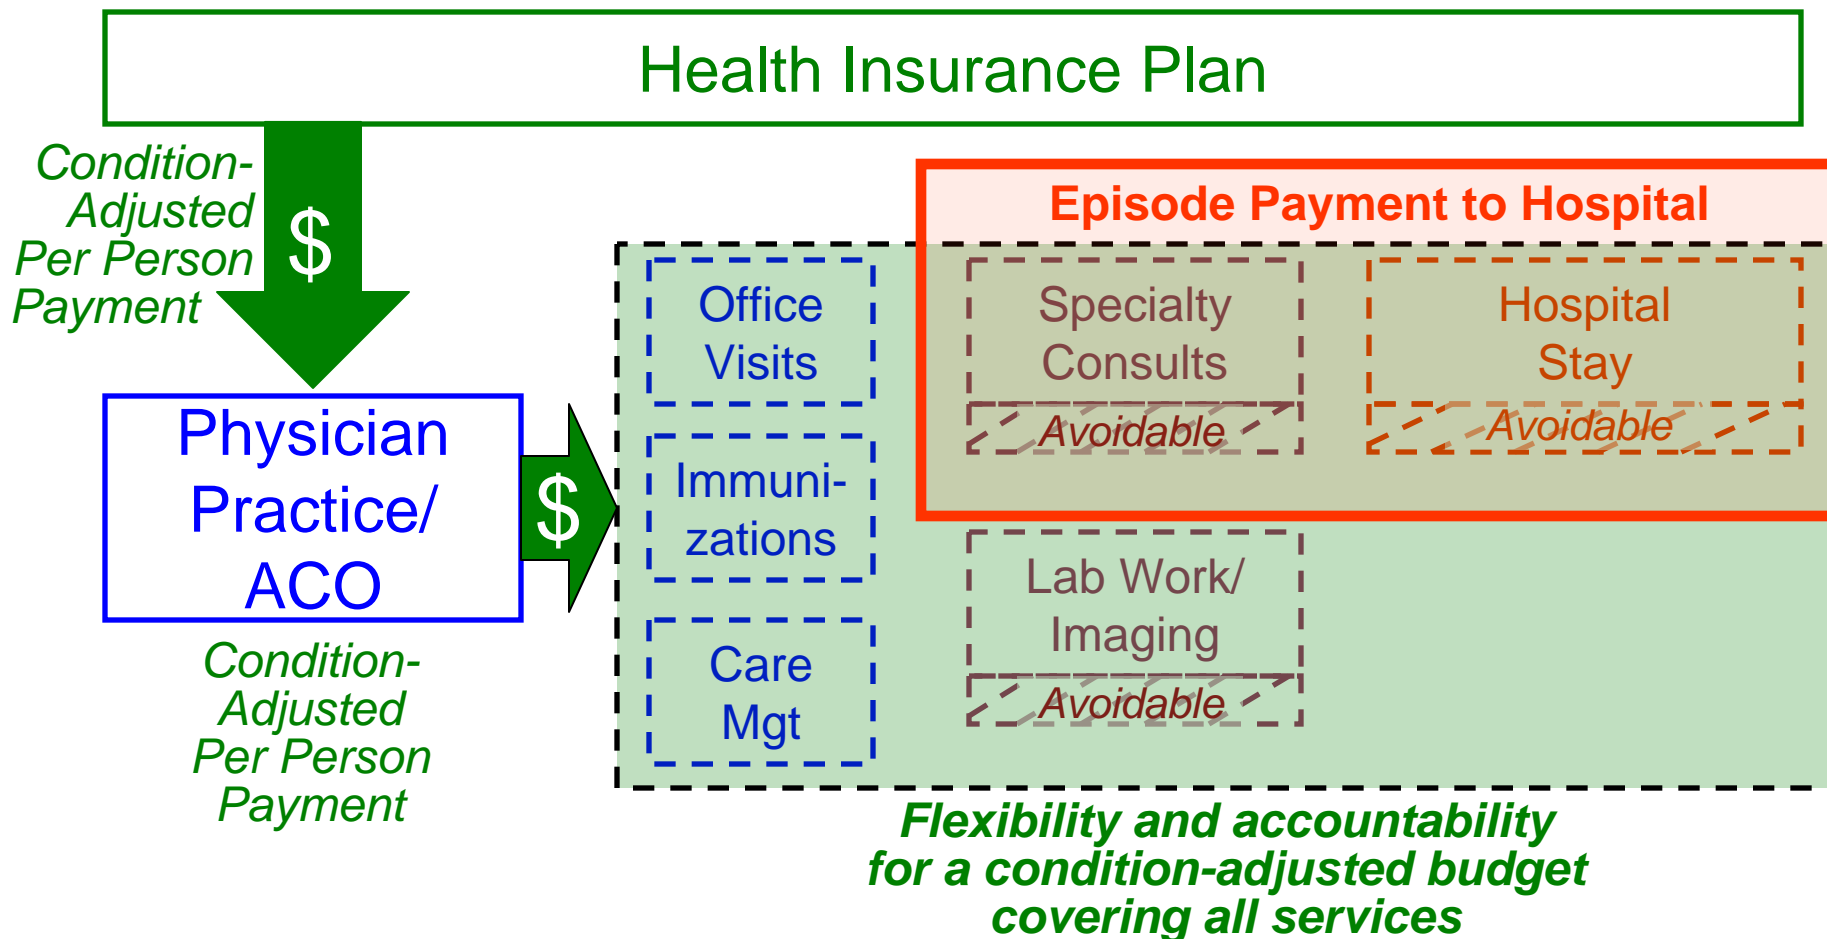 Health Insurance Plan
Condition-
Adjusted
Per Person
Payment
$
Episode Payment to Hospital
Office
Visits
Specialty
Consults
Avoidable
Hospital
Stay
Avoidable
Physician
Practice/
ACO
$
Immuni-
zations
Lab Work/
Imaging
Avoidable
Care
Mgt
Condition-
Adjusted
Per Person
Payment
Flexibility and accountability
for a condition-adjusted budget
covering all services